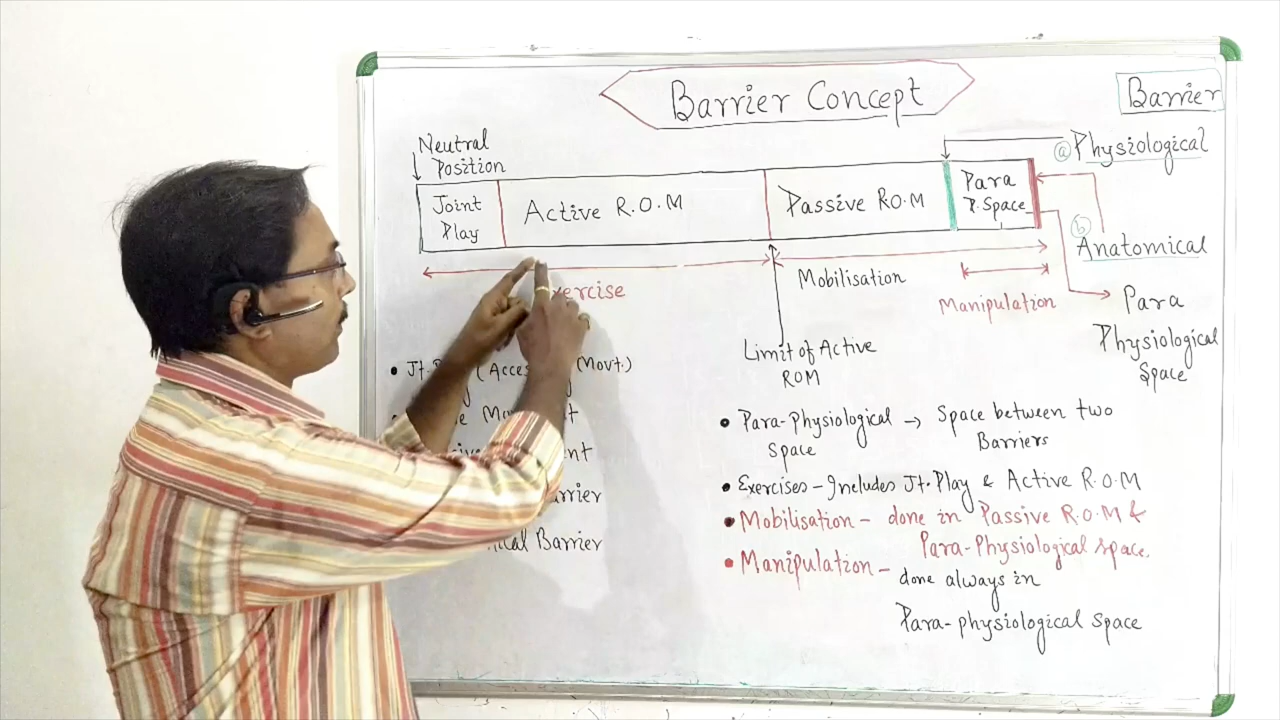 Barrier Concept
Barrier
Neutral
Position
ⓐ Physiological
Joint
Play
Active R.O.M
Passive R.O.M
Para
P. Space
ⓑ
Anatomical
Mobilisation
Manipulation
Para
Physiological
Space
Limit of Active
ROM
• Jt. (Movt.)
• Para-physiological → Space between two
Space Barriers
• Exercises - Includes Jt. Play & Active R.O.M
• Mobilisation - done in Passive R.O.M &
Para-Physiological space.
• Manipulation - done always in
Para-physiological space
Barrier